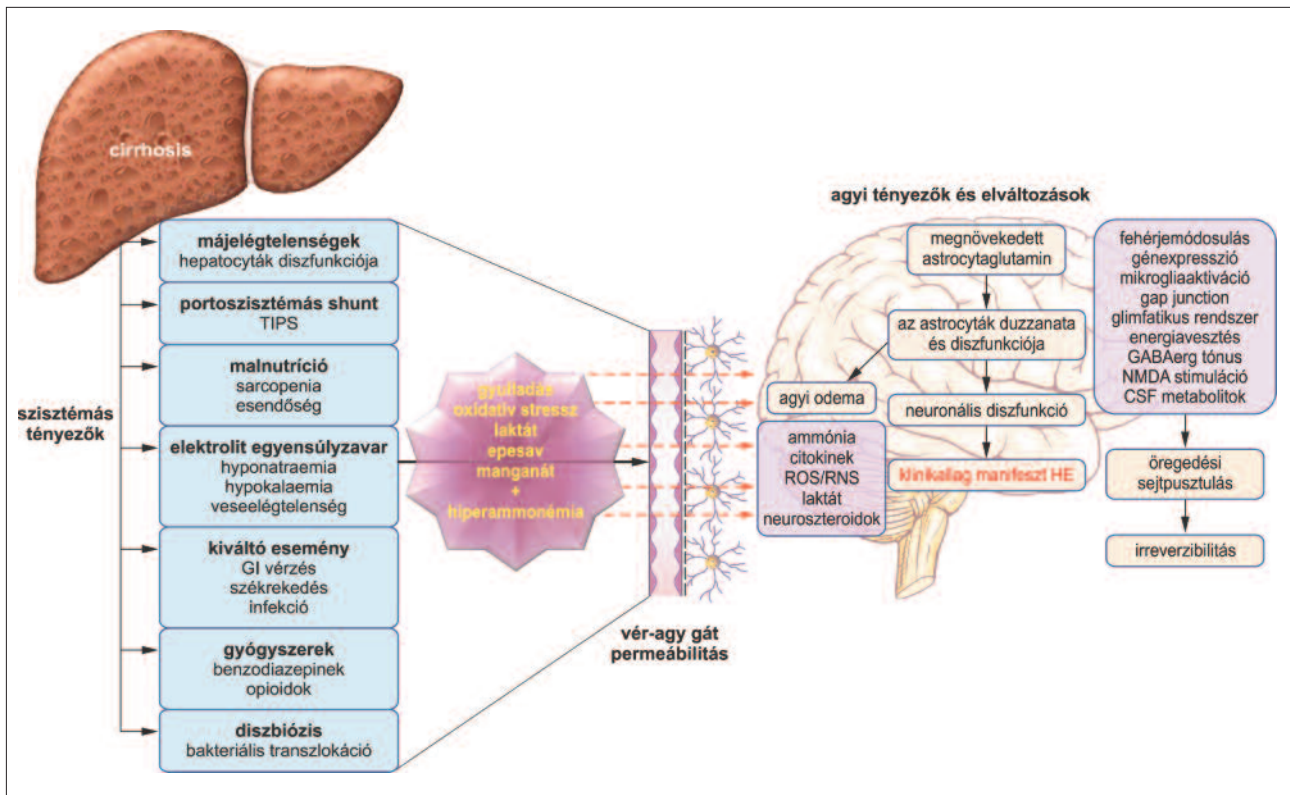 cirrhosis
szisztémás
tényezők
májelégtelenségek
hepatocyták diszfunkciója
portoszisztémás shunt
TIPS
malnutríció
sarcopenia
esendőség
elektrolit egyensúlyzavar
hyponatraemia
hypokalaemia
veseelégtelenség
kiváltó esemény
GI vérzés
székrekedés
infekció
gyógyszerek
benzodiazepinek
opioidok
diszbiózis
bakteriális transzlokáció
gyulladás
oxidatív stressz
laktát
epesav
manganát
+
hiperammonémia
vér-agy gát
permeábilitás
agyi tényezők és elváltozások
megnövekedett
astrocytaglutamin
az astrocyták duzzanata
és diszfunkciója
agyi odema
neuronális diszfunkció
klinikailag manifeszt HE
ammónia
citokinek
ROS/RNS
laktát
neuroszteroidok
fehérjemódosulás
génexpresszió
mikrogliaaktiváció
gap junction
glimfatikus rendszer
energiavesztés
GABAerg tónus
NMDA stimuláció
CSF metabolitok
öregedési
sejtpusztulás
irreverzibilitás